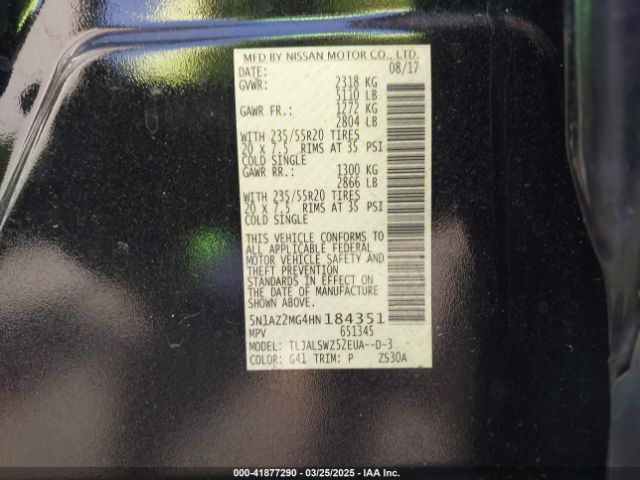 MFD BY NISSAN MOTOR CO., LTD.
DATE: 08/17
GVWR: 2318 KG
5110 LB
GAWR FR.: 1272 KG
2804 LB
WITH 235/55R20 TIRES
20 x 7.5 RIMS AT 35 PSI
COLD SINGLE
GAWR RR.: 1300 KG
2866 LB
WITH 235/55R20 TIRES
20 x 7.5 RIMS AT 35 PSI
COLD SINGLE
THIS VEHICLE CONFORMS TO
ALL APPLICABLE FEDERAL
MOTOR VEHICLE SAFETY AND
THEFT PREVENTION
STANDARDS IN EFFECT ON
THE DATE OF MANUFACTURE
SHOWN ABOVE.
5N1AZ2MG4HN184351
MPV 651345
MODEL: TLJALSWZ52EUA--D-3
COLOR: G41 TRIM: P ZS30A
000-41877290 - 03/25/2025 - IAA Inc.